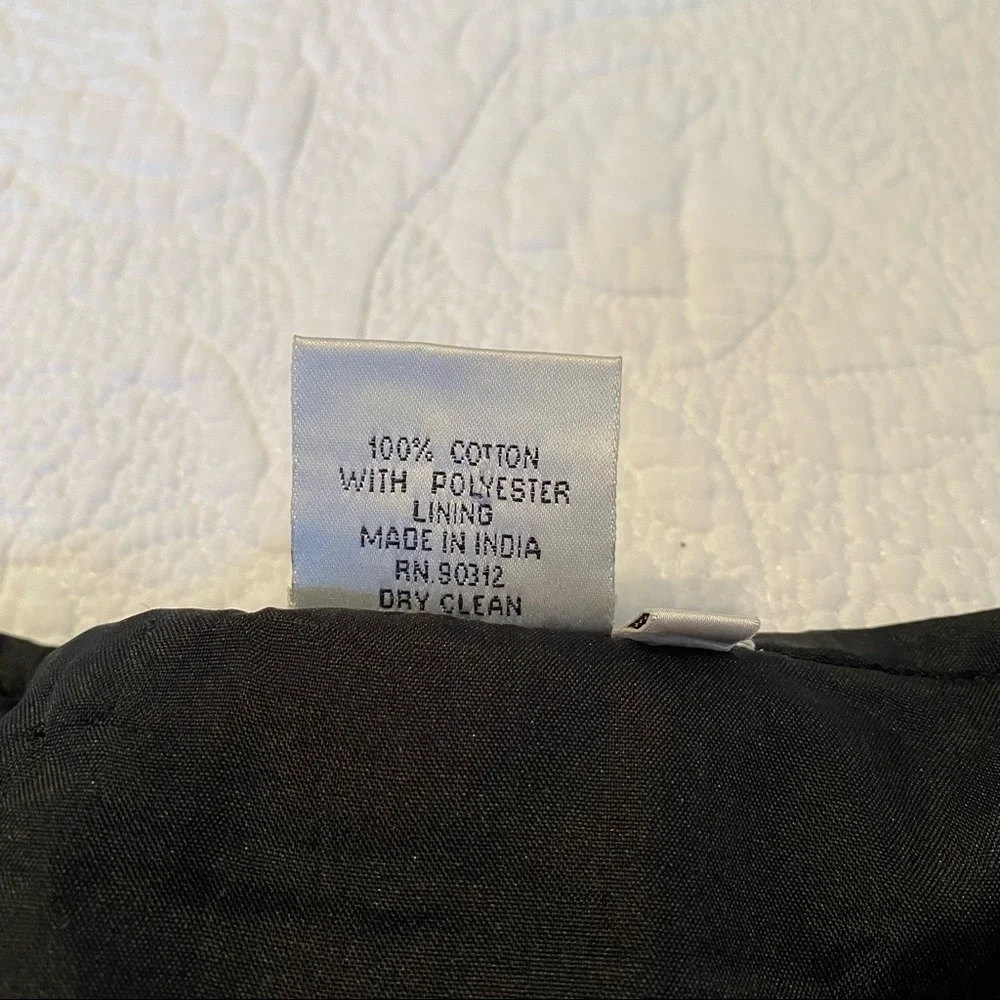 100% COTTON
WITH POLYESTER
LINING
MADE IN INDIA
RN.90312
DRY CLEAN